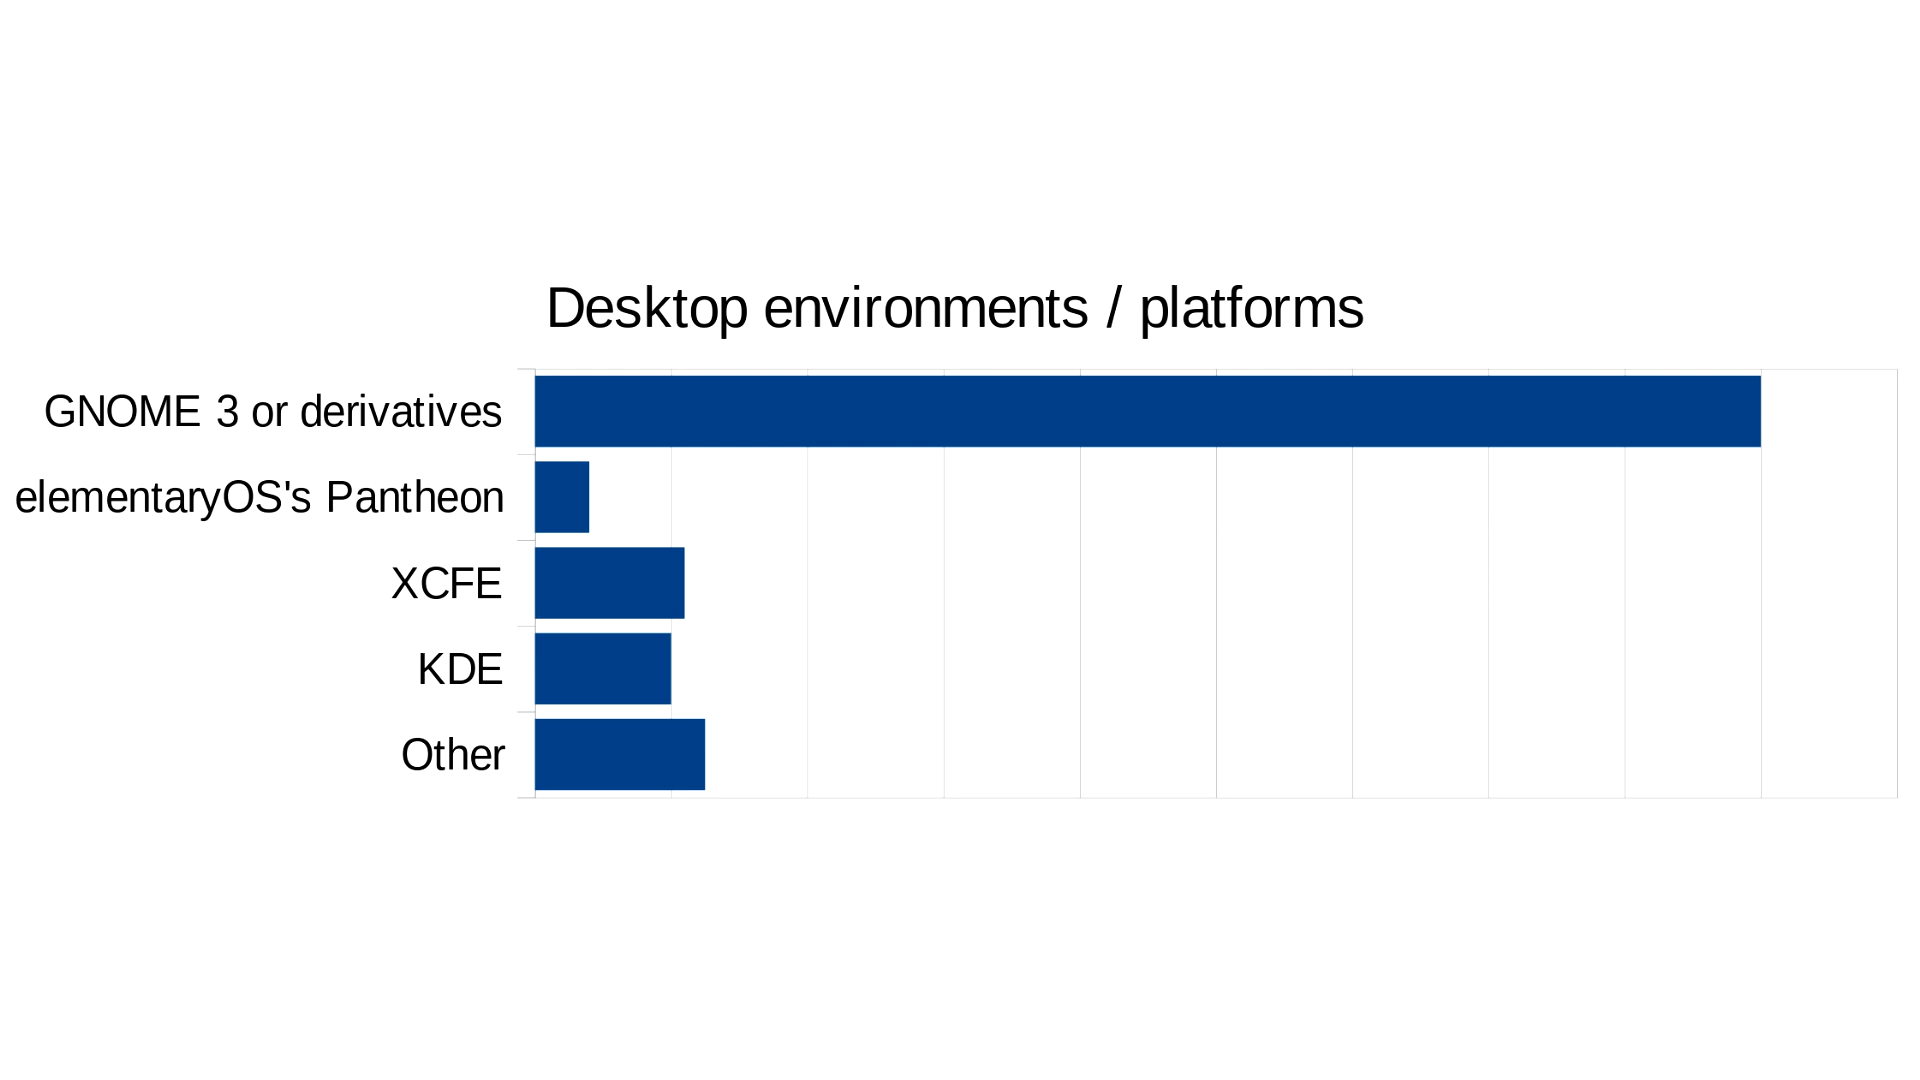 Desktop environments / platforms
GNOME 3 or derivatives
elementaryOS's Pantheon
XCFE
KDE
Other